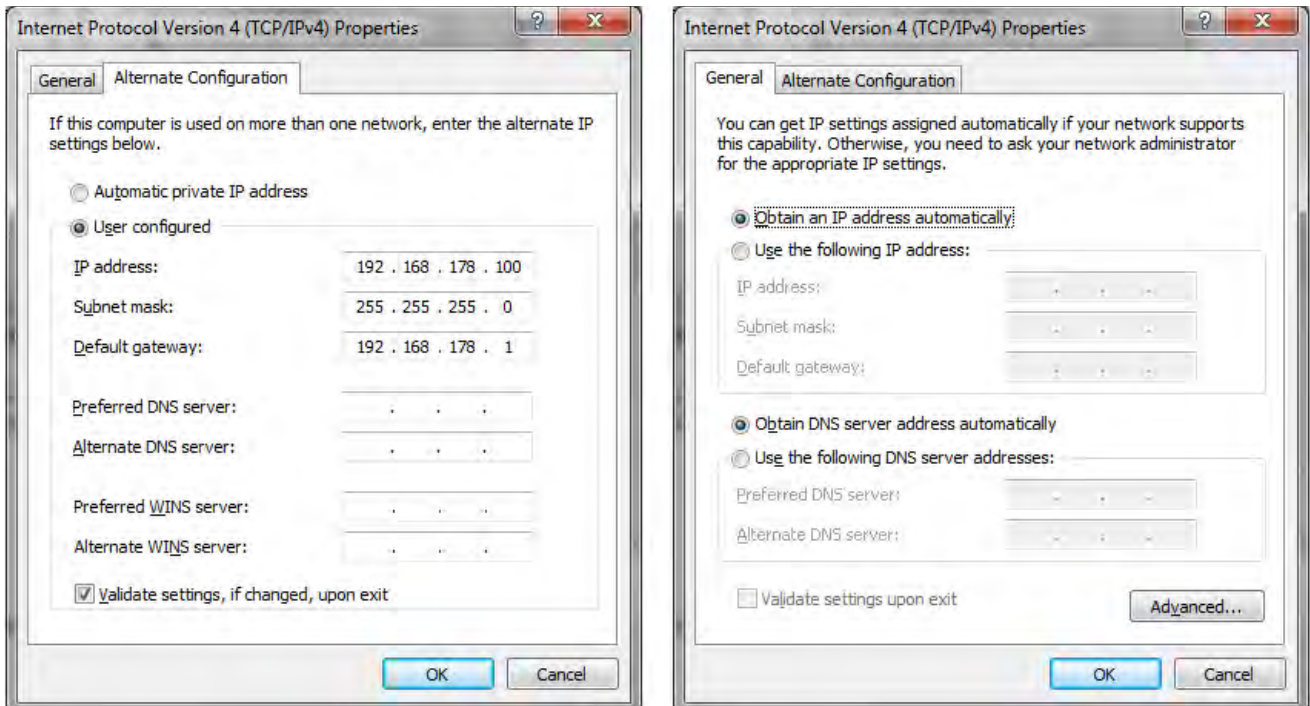 Internet Protocol Version 4 (TCP/IPv4) Properties
General
Alternate Configuration
If this computer is used on more than one network, enter the alternate IP
settings below.
Automatic private IP address
User configured
IP address:
192 . 168 . 178 . 100
Subnet mask:
255 . 255 . 255 . 0
Default gateway:
192 . 168 . 178 . 1
Preferred DNS server:
. . .
Alternate DNS server:
. . .
Preferred WINS server:
. . .
Alternate WINS server:
. . .
Validate settings, if changed, upon exit
OK
Cancel
Internet Protocol Version 4 (TCP/IPv4) Properties
General
Alternate Configuration
You can get IP settings assigned automatically if your network supports
this capability. Otherwise, you need to ask your network administrator
for the appropriate IP settings.
Obtain an IP address automatically
Use the following IP address:
IP address:
. . .
Subnet mask:
. . .
Default gateway:
. . .
Obtain DNS server address automatically
Use the following DNS server addresses:
Preferred DNS server:
. . .
Alternate DNS server:
. . .
Validate settings upon exit
Advanced...
OK
Cancel